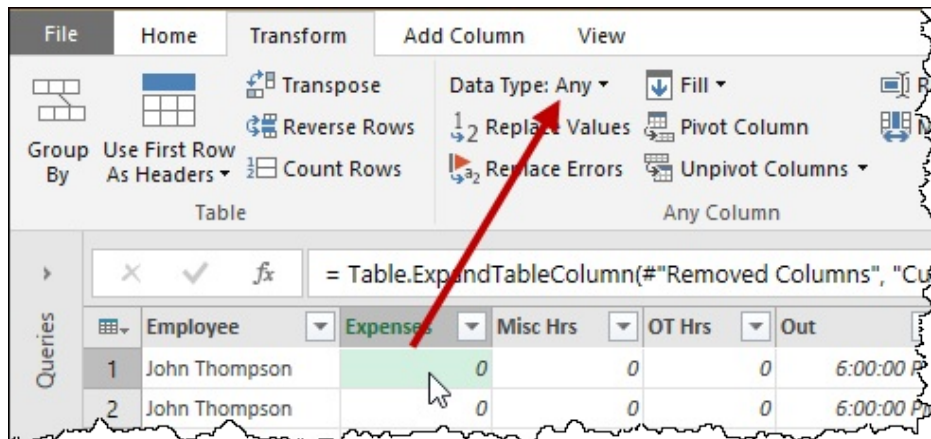 File Home Transform Add Column View
Transpose Data Type: Any Fill
Reverse Rows Replace Values Pivot Column
Group By Use First Row As Headers Count Rows Replace Errors Unpivot Columns
Table Any Column
fx = Table.ExpandTableColumn(#"Removed Columns", "Cu
Queries
Employee Expenses Misc Hrs OT Hrs Out
1 John Thompson 0 0 0 6:00:00 P
2 John Thompson 0 0 0 6:00:00 P